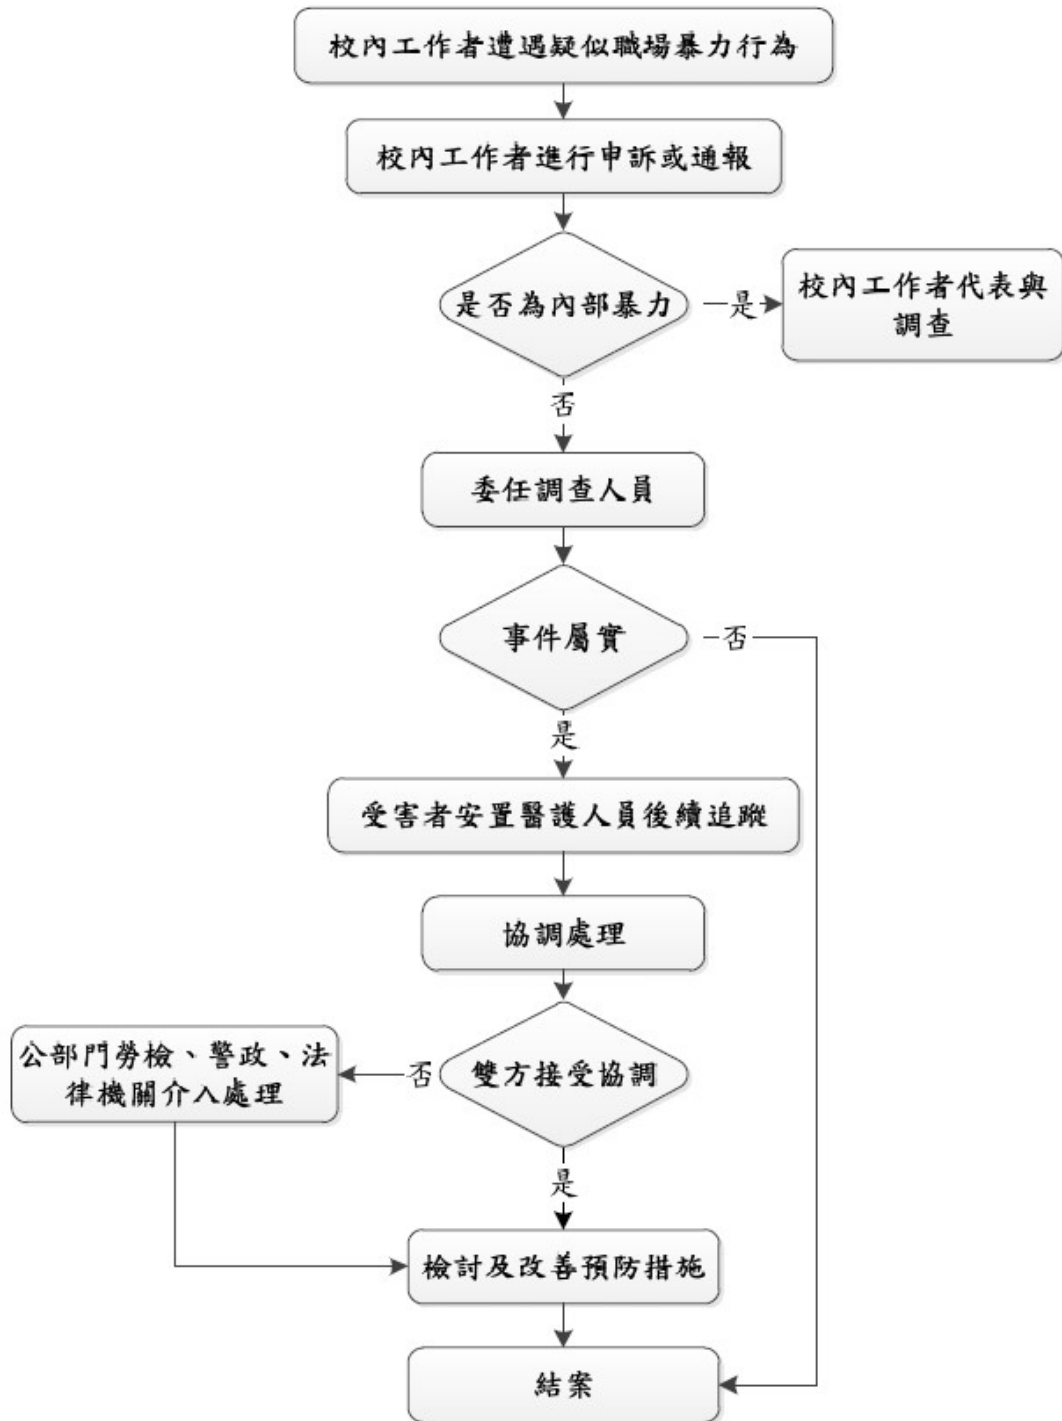 校內工作者遭遇疑似職場暴力行為
校內工作者進行申訴或通報
是否為內部暴力
是
校內工作者代表與
調查
否
委任調查人員
事件屬實
否
是
受害者安置醫護人員後續追蹤
協調處理
雙方接受協調
否
公部門勞檢、警政、法
律機關介入處理
是
檢討及改善預防措施
結案